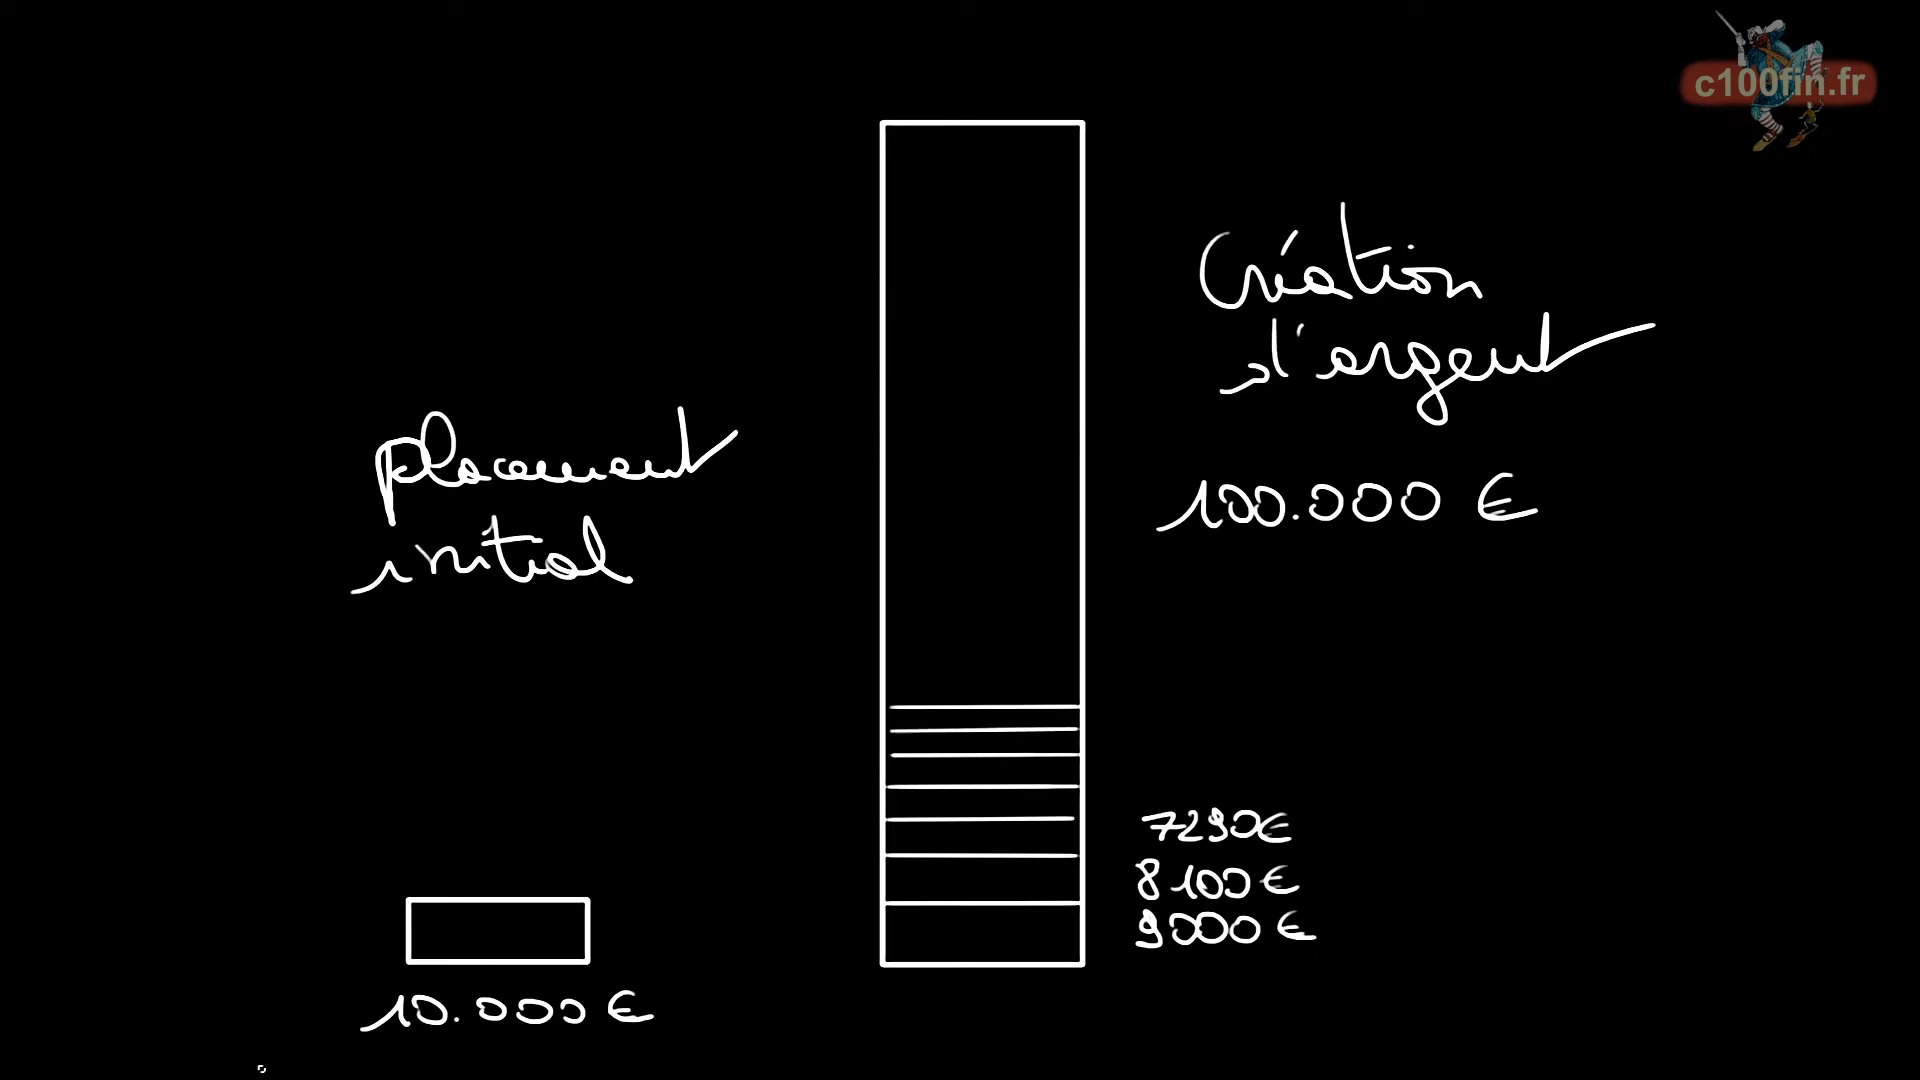 c100fin.fr
Création
d'argent
placement
initial
100.000 €
7290€
8100€
9000€
10.000€